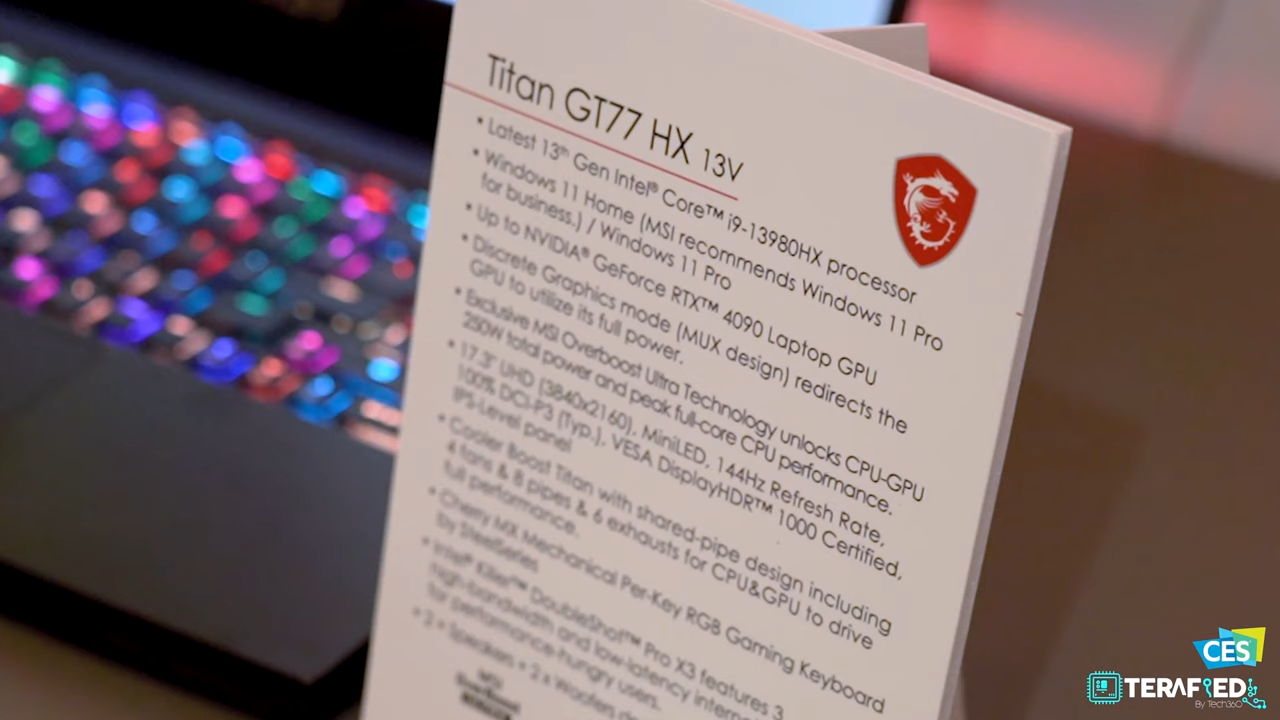 Titan GT77 HX 13V
• Latest 13th Gen Intel® Core™ i9-13980HX processor
• Windows 11 Home (MSI recommends Windows 11 Pro
for business.) / Windows 11 Pro
• Up to NVIDIA® GeForce RTX™ 4090 Laptop GPU
• Discrete Graphics mode (MUX design) redirects the
GPU to utilize its full power.
• Exclusive MSI Overboost Ultra Technology unlocks CPU-GPU
250W total power and peak full-core CPU performance.
• 17.3" UHD (3840x2160), MiniLED, 144Hz Refresh Rate,
100% DCI-P3 (Typ.), VESA DisplayHDR™ 1000 Certified,
IPS-Level panel
• Cooler Boost Titan with shared-pipe design including
4 fans & 8 pipes & 6 exhausts for CPU&GPU to drive
full performance.
• Cherry MX Mechanical Per-Key RGB Gaming Keyboard
by SteelSeries
• Intel® Killer™ DoubleShot™ Pro X3 features 3
high-bandwidth and low-latency
for performance-hungry users.
• 2 x Speakers
CES
TERAFIED
By Tech360